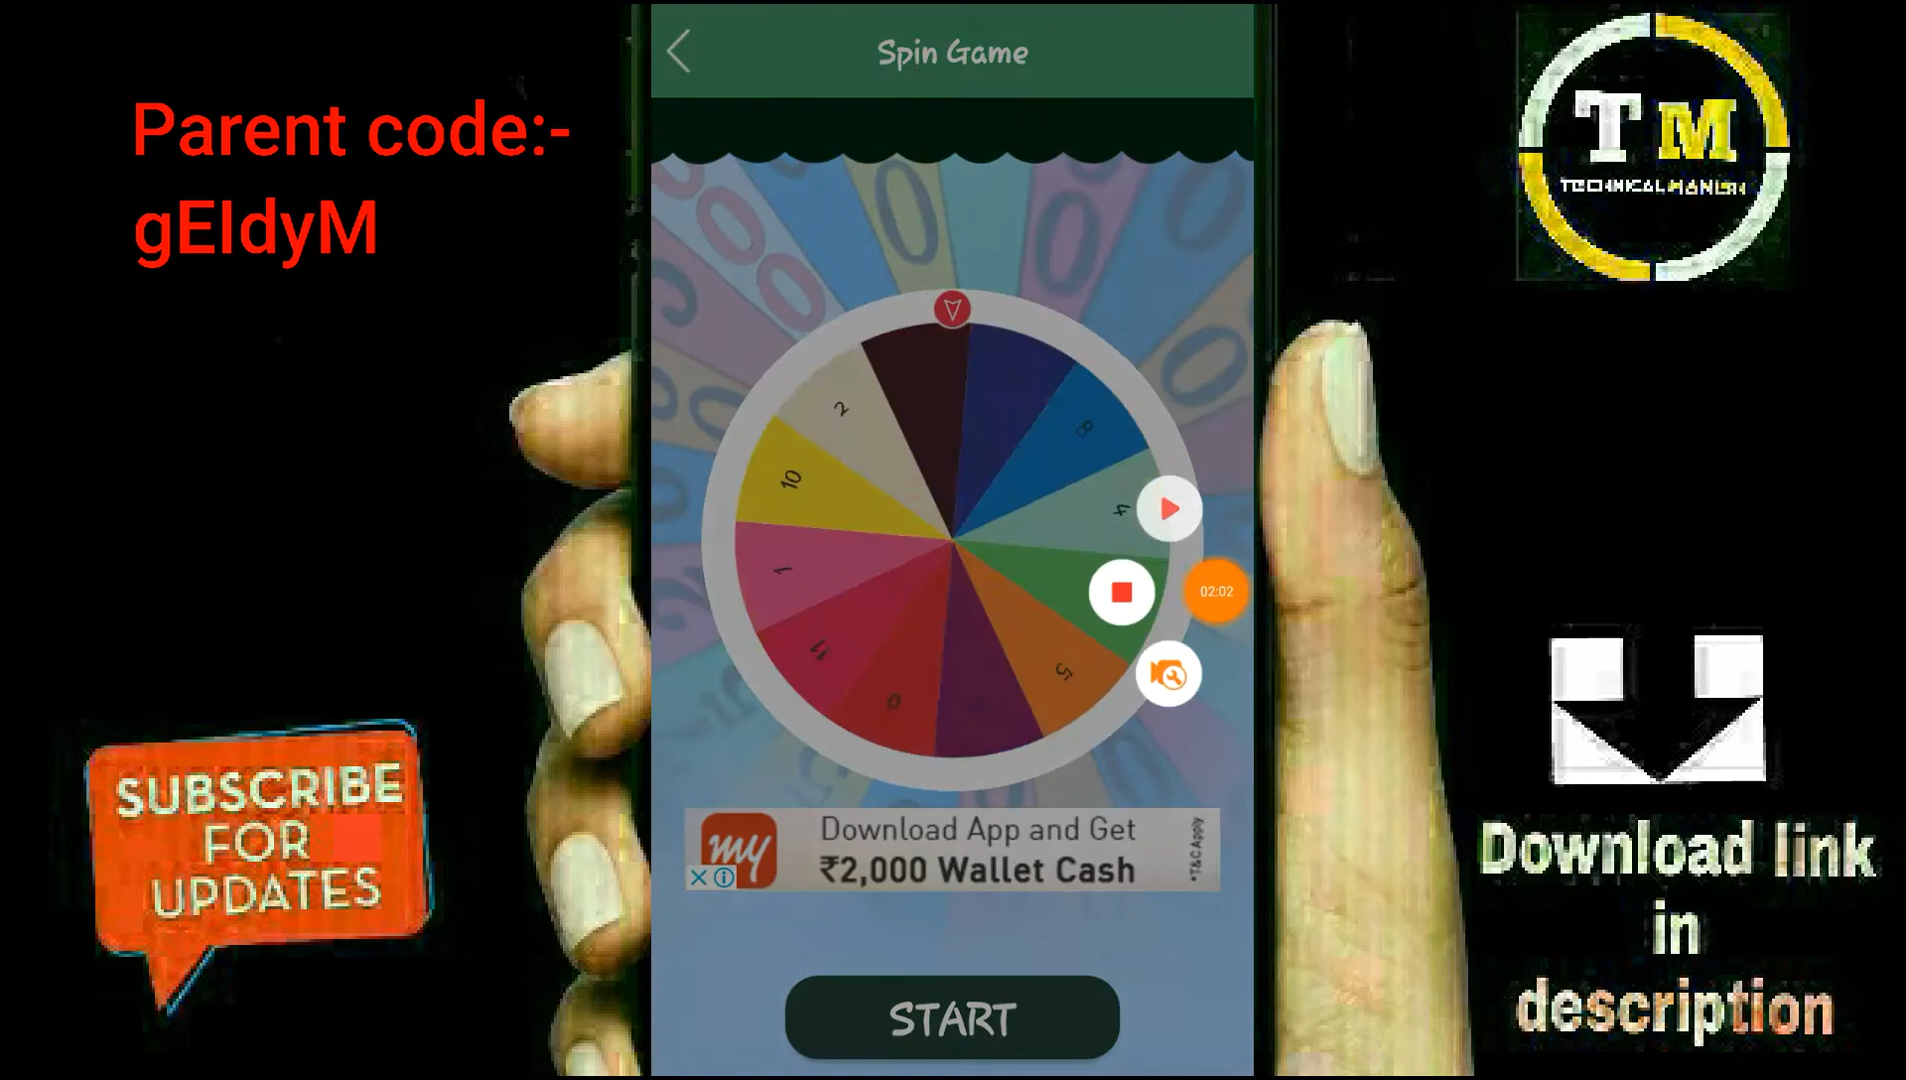 Parent code:-
gEIdyM
Spin Game
T M
TECHNICAL MANISH
2
8
10
4
1
11
0
5
02:02
my
Download App and Get
₹2,000 Wallet Cash
*T&C Apply
START
SUBSCRIBE
FOR
UPDATES
Download link
in
description